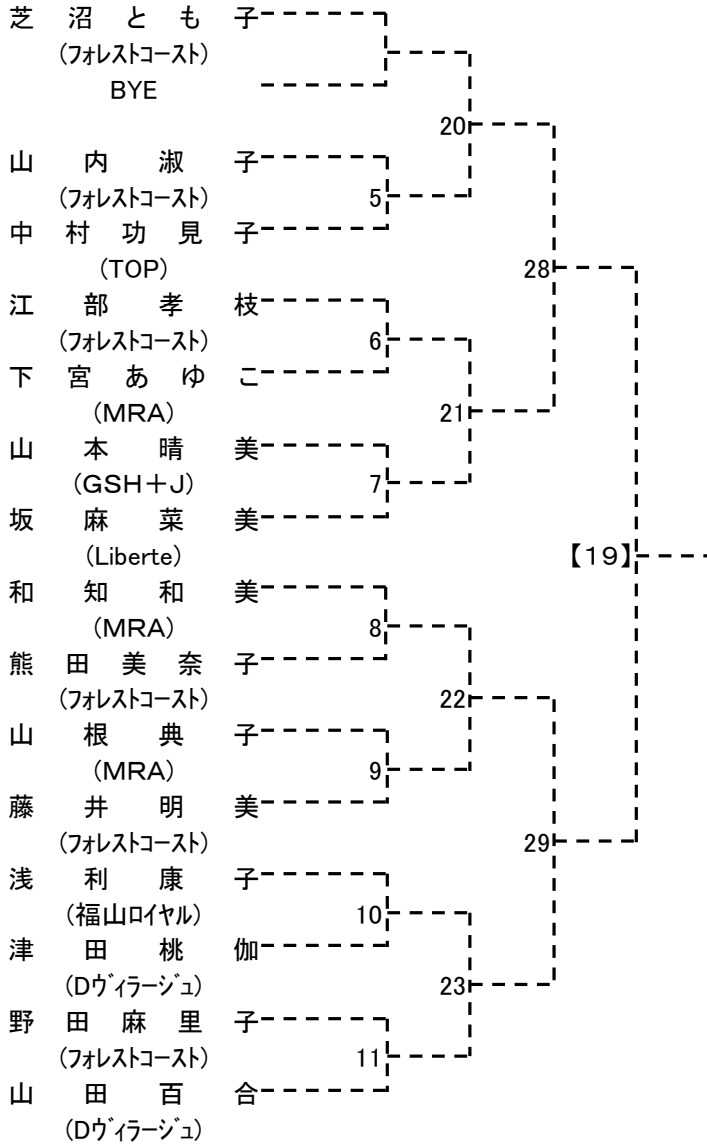 芝沼とも子
(フォレストコースト)
BYE
20
山内淑子
(フォレストコースト)
5
中村功見子
(TOP)
28
江部孝枝
(フォレストコースト)
6
下宮あゆこ
(MRA)
21
山本晴美
(GSH+J)
7
坂麻菜美
(Liberte)
【19】
和知和美
(MRA)
8
熊田美奈子
(フォレストコースト)
22
山根典子
(MRA)
9
藤井明美
(フォレストコースト)
29
浅利康子
(福山ロイヤル)
10
津田桃伽
(Dヴィラージュ)
23
野田麻里子
(フォレストコースト)
11
山田百合
(Dヴィラージュ)